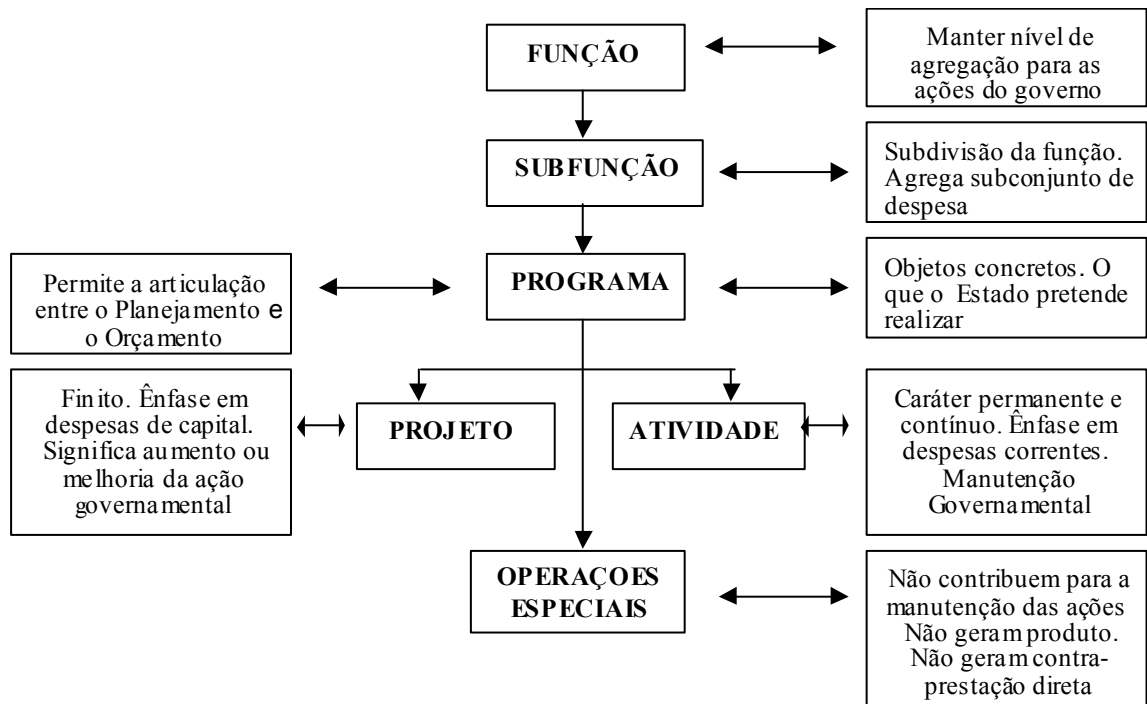 FUNÇÃO
Manter nível de
agregação para as
ações do governo
SUBFUNÇÃO
Subdivisão da função.
Agrega subconjunto de
despesa
Permite a articulação
entre o Planejamento e
o Orçamento
PROGRAMA
Objetos concretos. O
que o Estado pretende
realizar
Finito. Ênfase em
despesas de capital.
Significa aumento ou
melhoria da ação
governamental
PROJETO
ATIVIDADE
Caráter permanente e
contínuo. Ênfase em
despesas correntes.
Manutenção
Governamental
OPERAÇOES
ESPECIAIS
Não contribuem para a
manutenção das ações
Não geram produto.
Não geram contra-
prestação direta